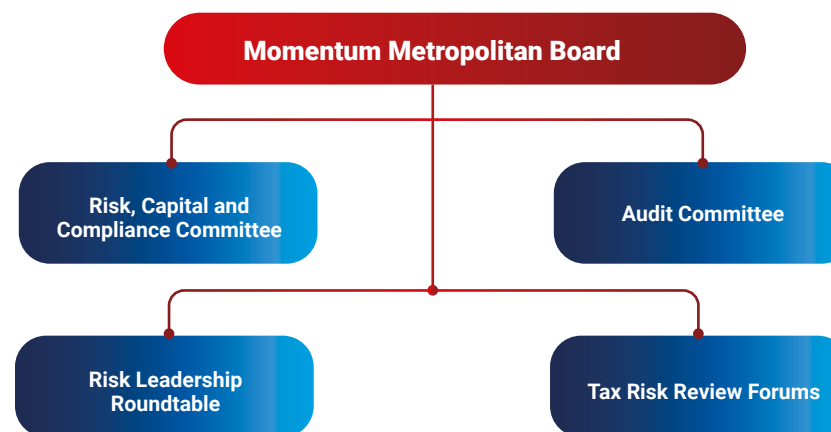 Momentum Metropolitan Board
Risk, Capital and
Compliance Committee
Audit Committee
Risk Leadership
Roundtable
Tax Risk Review Forums